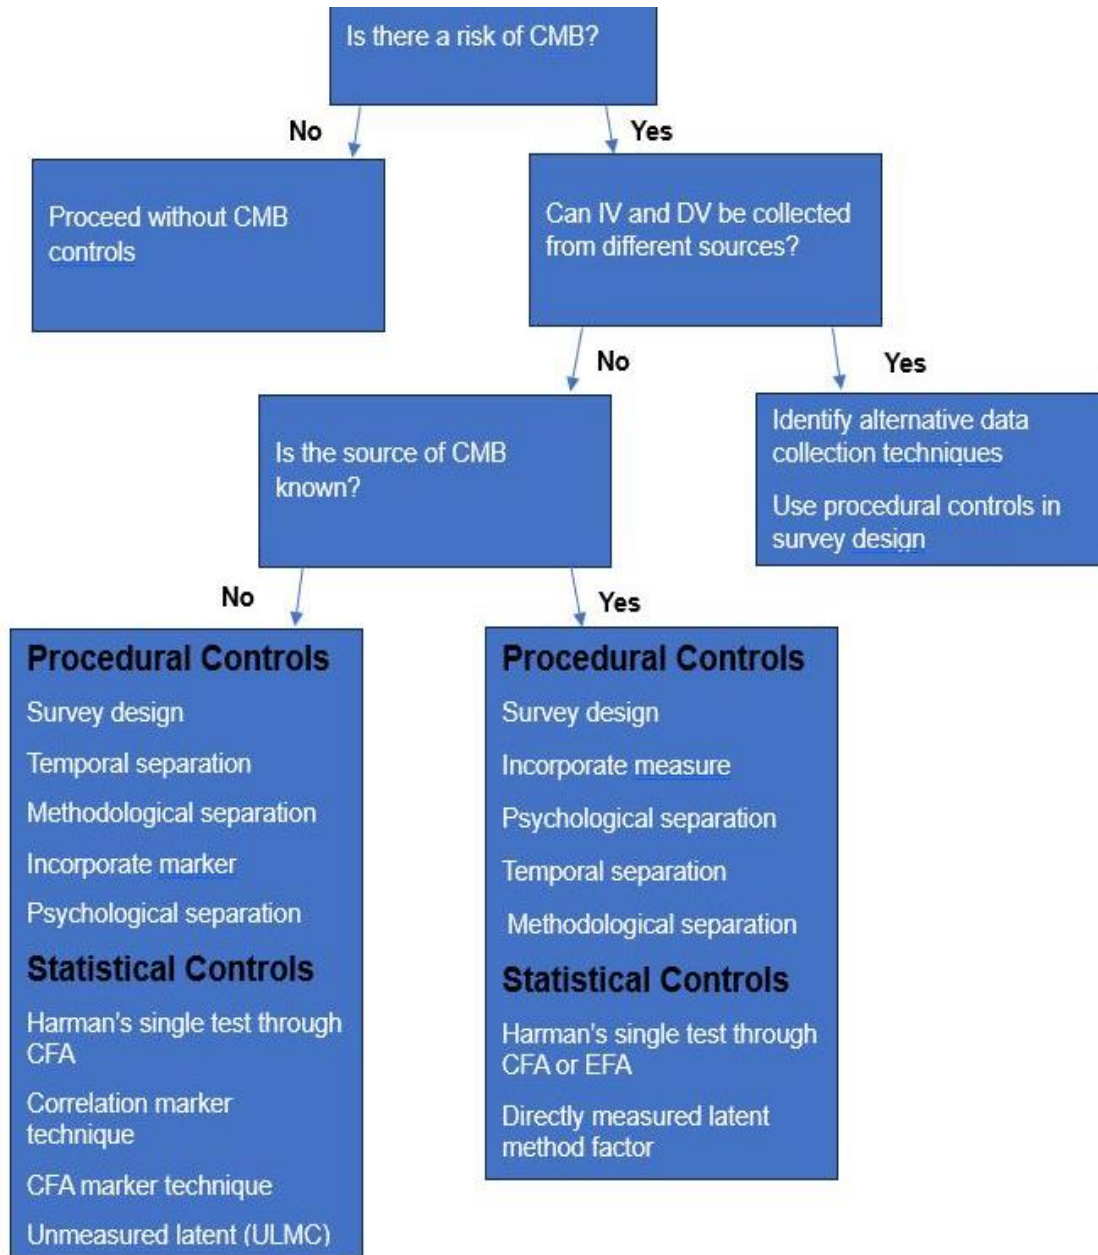 Is there a risk of CMB?
No
Yes
Proceed without CMB
controls
Can IV and DV be collected
from different sources?
No
Yes
Is the source of CMB
known?
Identify alternative data
collection techniques
Use procedural controls in
survey design
No
Yes
Procedural Controls
Survey design
Temporal separation
Methodological separation
Incorporate marker
Psychological separation
Statistical Controls
Harman's single test through
CFA
Correlation marker
technique
CFA marker technique
Unmeasured latent (ULMC)
Procedural Controls
Survey design
Incorporate measure
Psychological separation
Temporal separation
Methodological separation
Statistical Controls
Harman's single test through
CFA or EFA
Directly measured latent
method factor